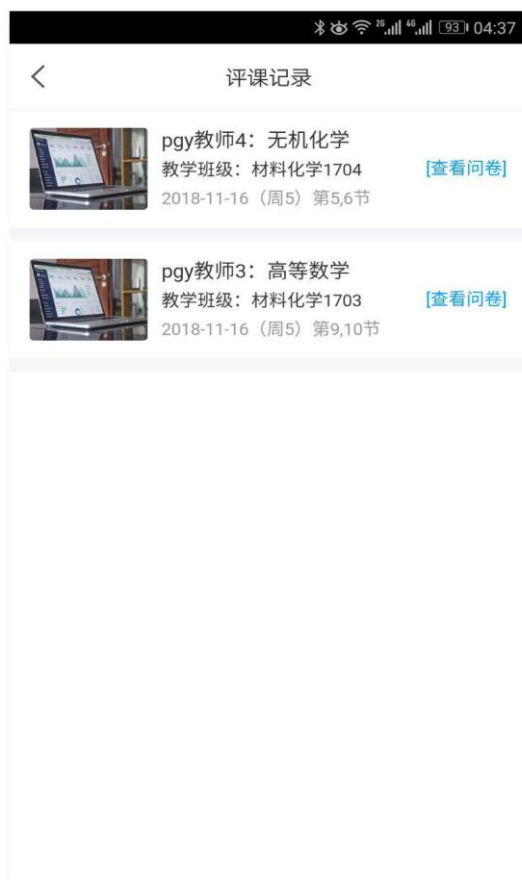 2G 4G 93 04:37
评课记录
pgy教师4：无机化学
教学班级：材料化学1704
[查看问卷]
2018-11-16（周5）第5,6节
pgy教师3：高等数学
教学班级：材料化学1703
[查看问卷]
2018-11-16（周5）第9,10节